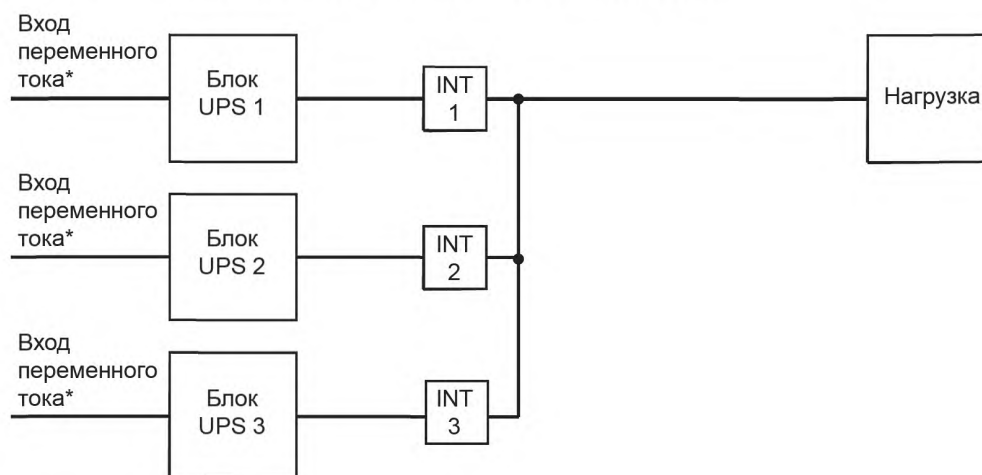 Вход
переменного
тока*
Блок
UPS 1
INT
1
Нагрузка
Вход
переменного
тока*
Блок
UPS 2
INT
2
Вход
переменного
тока*
Блок
UPS 3
INT
3